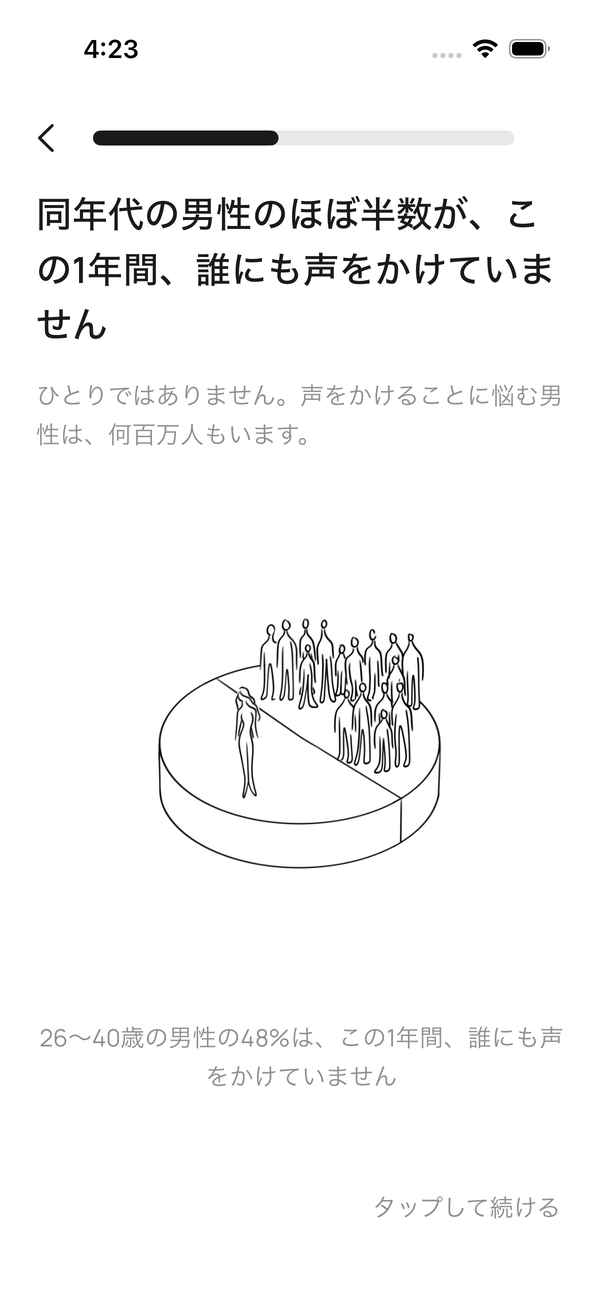 4:23
同年代の男性のほぼ半数が、こ
の1年間、誰にも声をかけていま
せん
ひとりではありません。声をかけることに悩む男
性は、何百万人もいます。
26〜40歳の男性の48%は、この1年間、誰にも声
をかけていません
タップして続ける